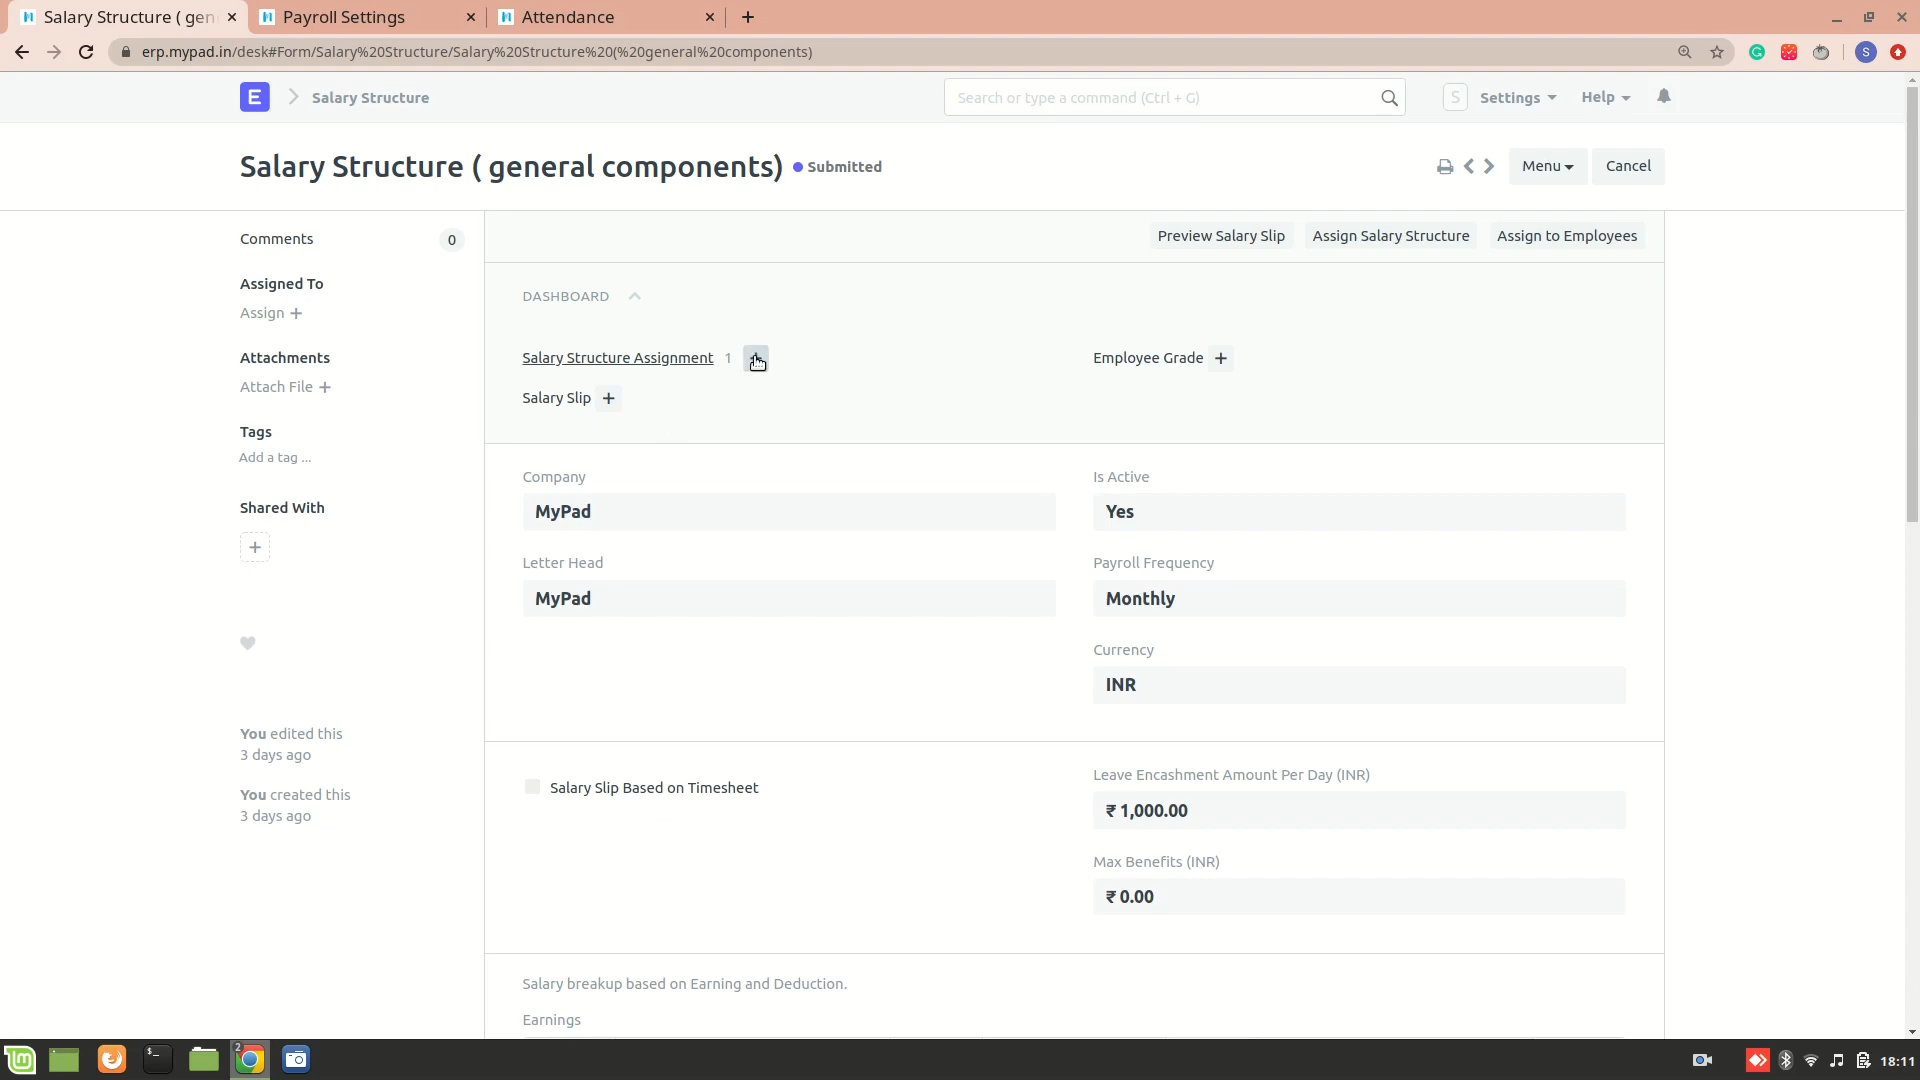 Salary Structure ( gen
Payroll Settings
Attendance
erp.mypad.in/desk#Form/Salary%20Structure/Salary%20Structure%20(%20general%20components)
S
E
Salary Structure
Search or type a command (Ctrl + G)
S
Settings
Help
Salary Structure ( general components)
Submitted
Menu
Cancel
Comments
0
Preview Salary Slip
Assign Salary Structure
Assign to Employees
Assigned To
Assign +
DASHBOARD
Attachments
Attach File +
Salary Structure Assignment 1
Employee Grade +
Salary Slip +
Tags
Add a tag ...
Shared With
+
Company
MyPad
Is Active
Yes
Letter Head
MyPad
Payroll Frequency
Monthly
Currency
INR
You edited this
3 days ago
You created this
3 days ago
Salary Slip Based on Timesheet
Leave Encashment Amount Per Day (INR)
₹ 1,000.00
Max Benefits (INR)
₹ 0.00
Salary breakup based on Earning and Deduction.
Earnings
2
18:11